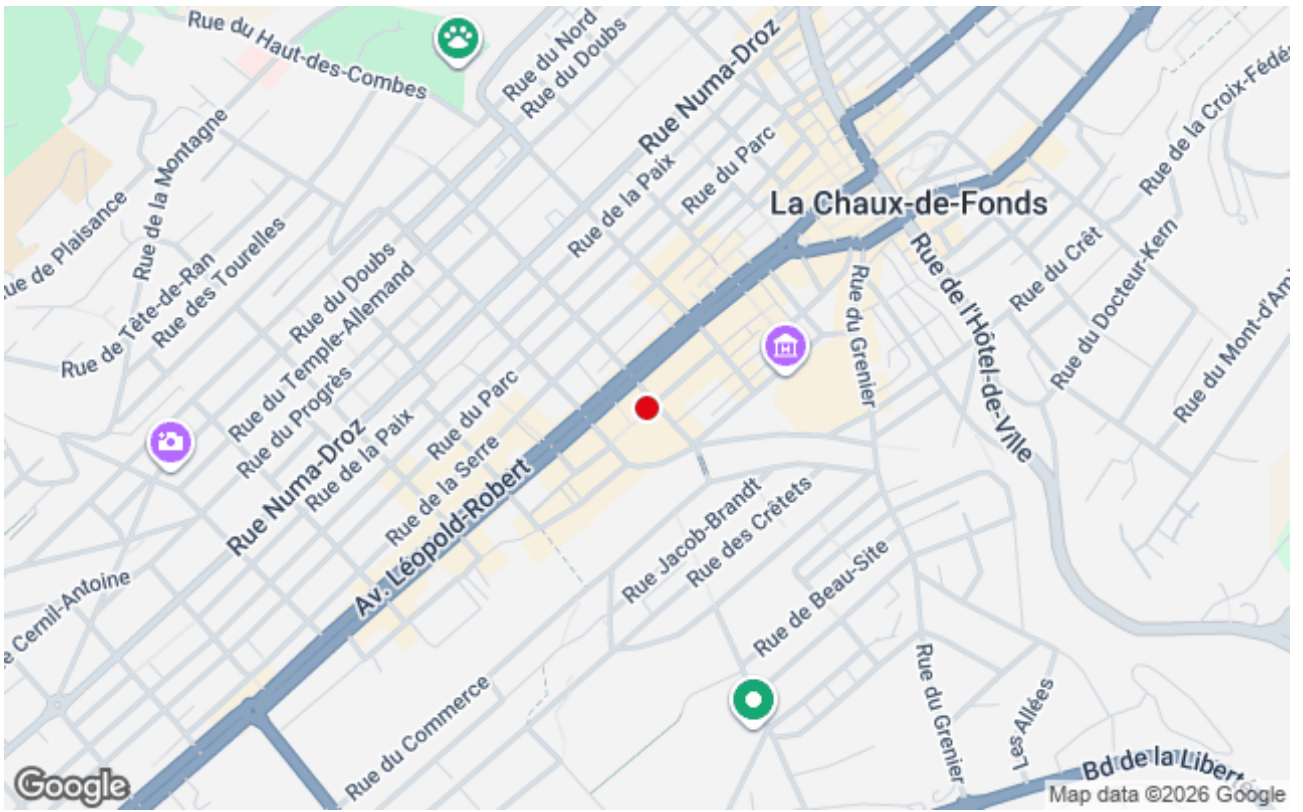 Rue du Haut-des-Combes
Rue du Nord
Rue du Doubs
Rue Numa-Droz
Rue de la Montagne
Rue du Parc
Rue de la Paix
Rue de la Croix-Fédér
La Chaux-de-Fonds
ue de Plaisance
Rue de Tête-de-Ran
Rue des Tourelles
Rue du Doubs
Rue du Temple-Allemand
Rue du Progrès
Rue du Grenier
Rue de l'Hôtel-de-Ville
Rue du Crêt
Rue du Docteur-Kern
Rue du Mont-d'Am
H
Rue Numa-Droz
Rue de la Paix
Rue du Parc
Rue de la Serre
Av. Léopold-Robert
Rue Jacob-Brandt
Rue des Crêtets
Rue de Beau-Site
e Cernil-Antoine
Rue du Commerce
Rue du Grenier
Les Allées
Bd de la Liberté
Google
Map data ©2026 Google